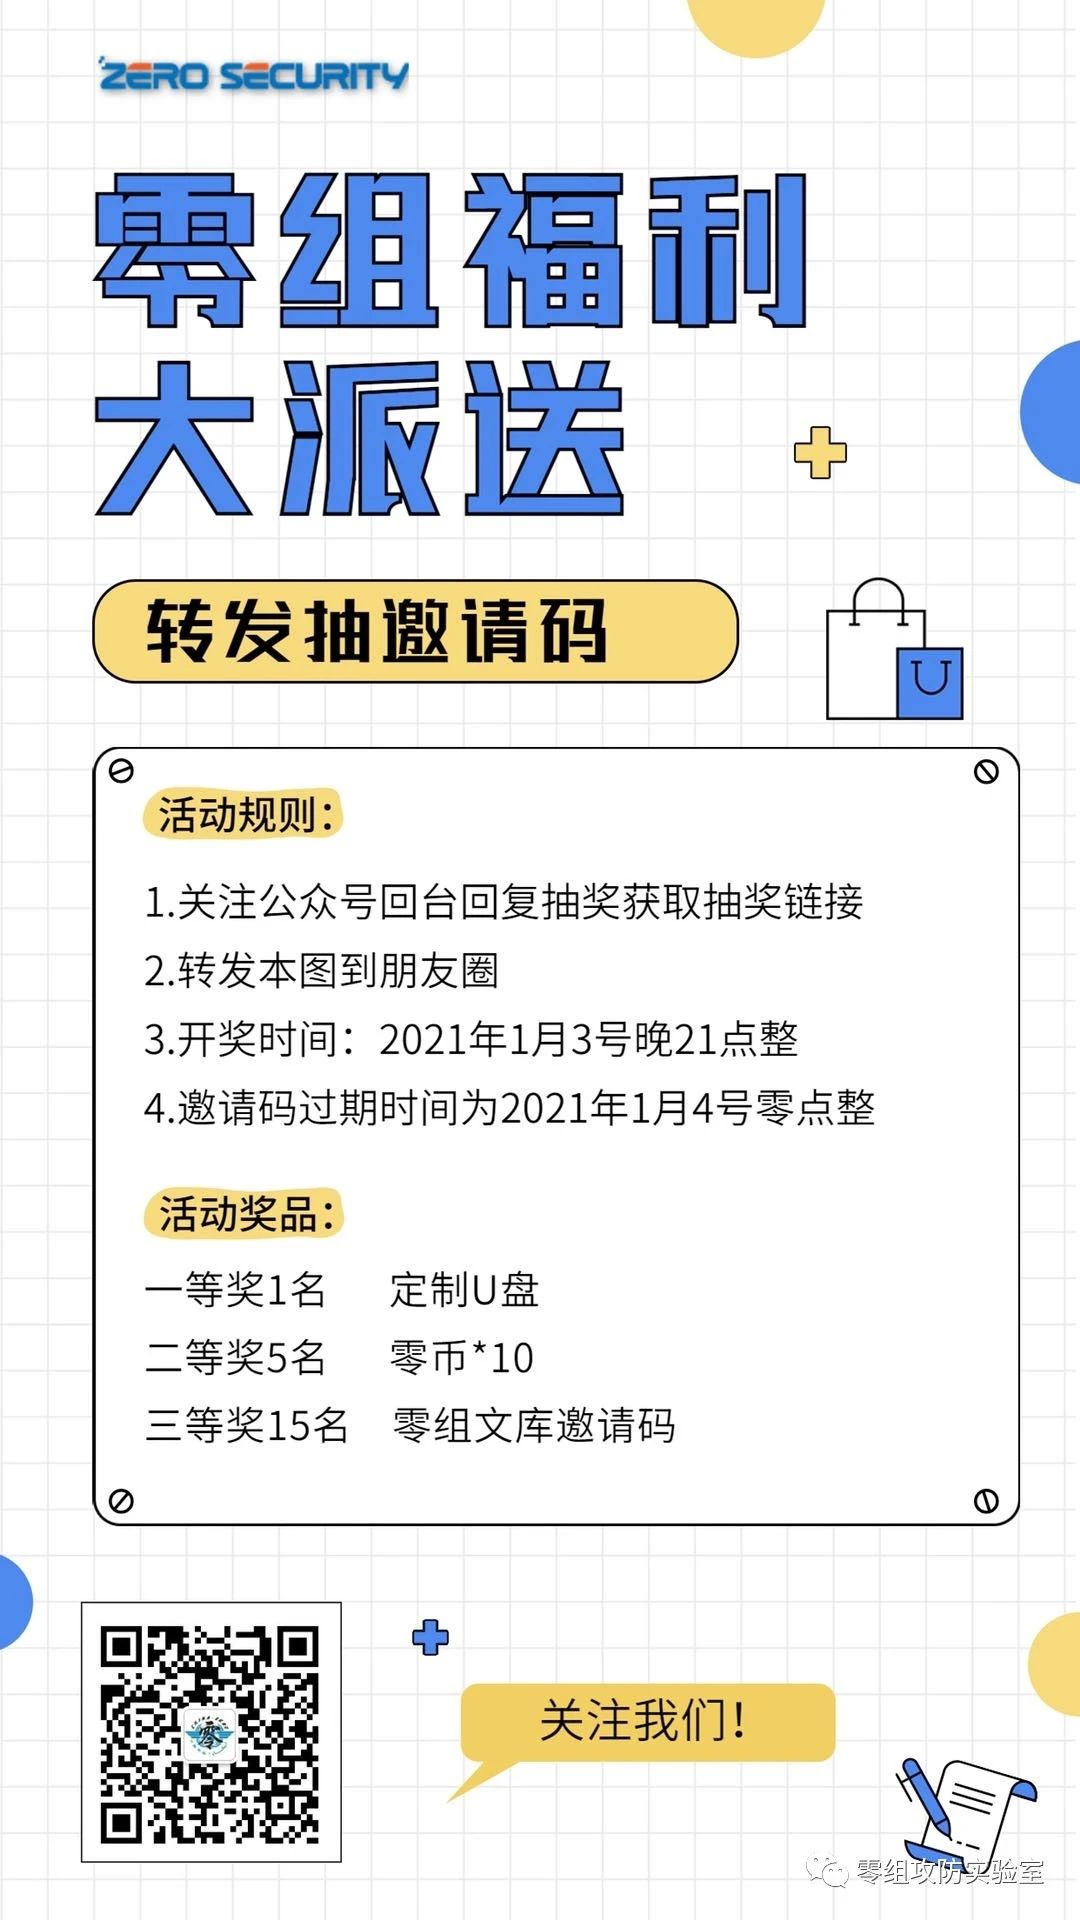 ZERO SECURITY
零组福利
大派送
转发抽邀请码
活动规则：
1.关注公众号回台回复抽奖获取抽奖链接
2.转发本图到朋友圈
3.开奖时间：2021年1月3号晚21点整
4.邀请码过期时间为2021年1月4号零点整
活动奖品：
一等奖1名 定制U盘
二等奖5名 零币*10
三等奖15名 零组文库邀请码
零
关注我们！
零组攻防实验室